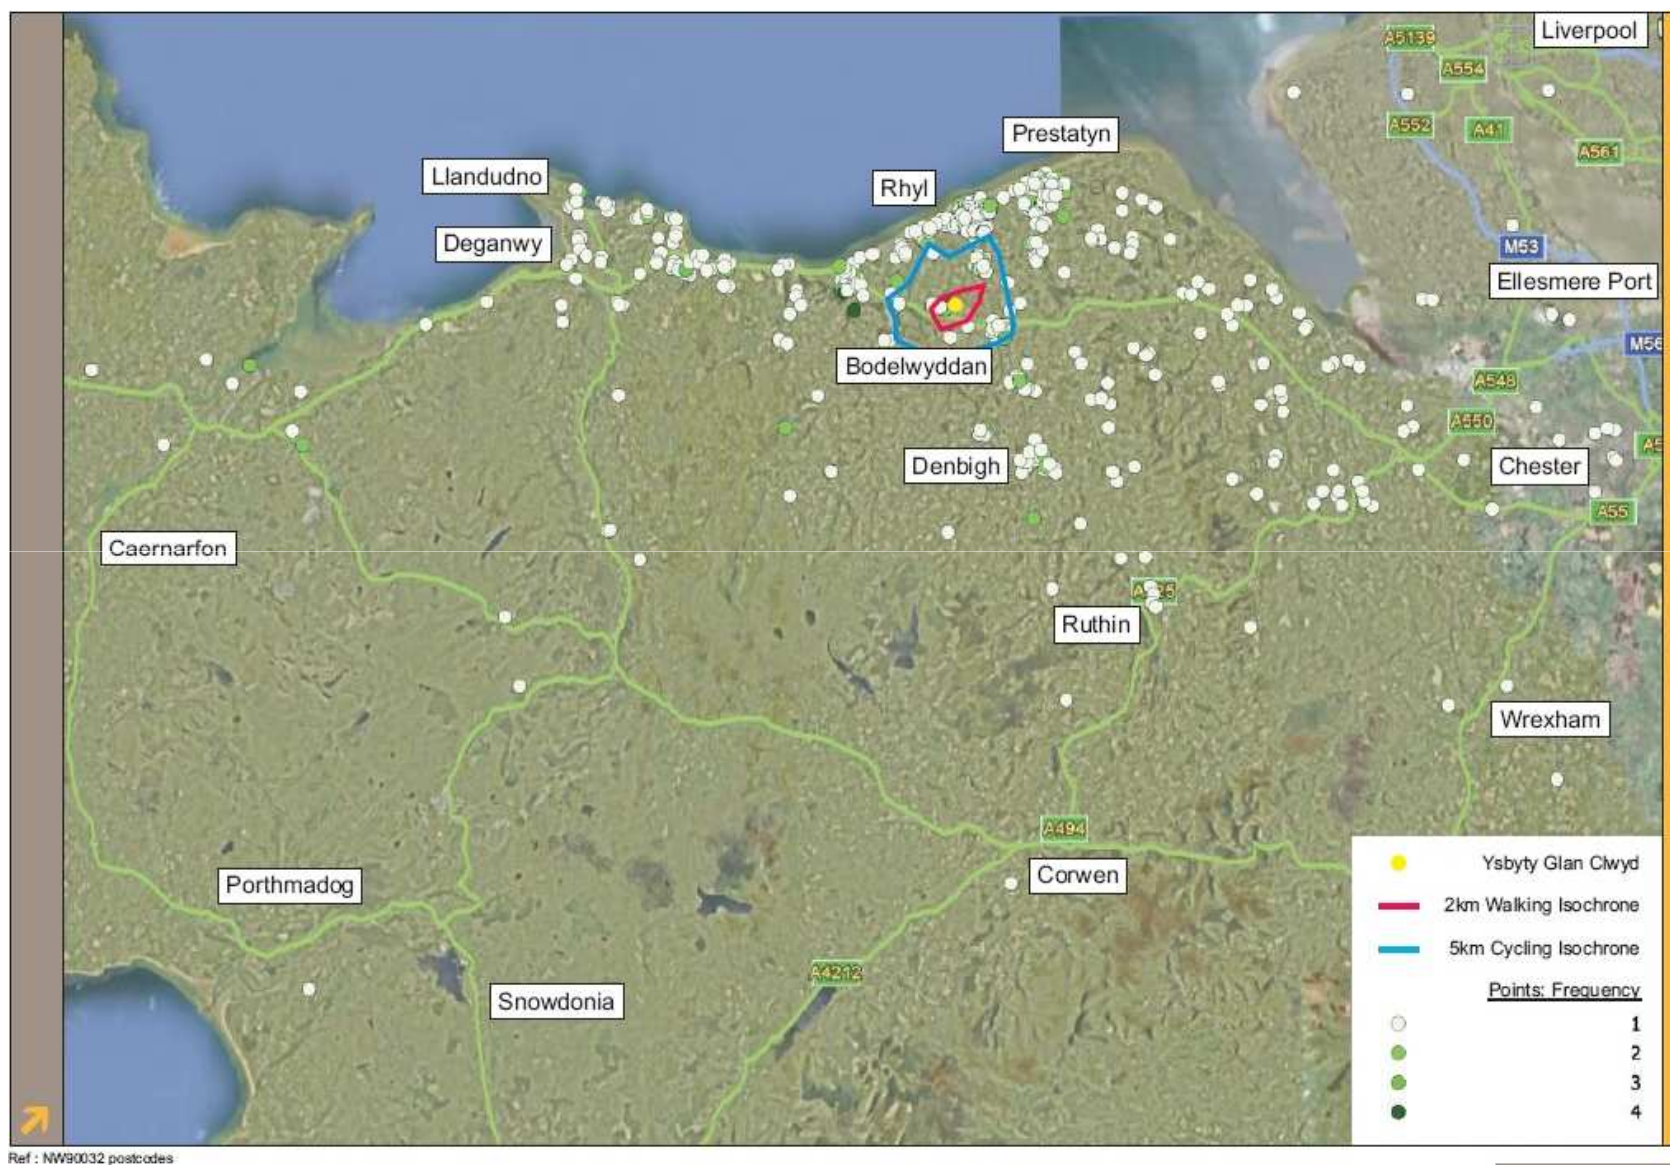 Liverpool
A5139
A554
A552
A41
A561
Prestatyn
Llandudno
Rhyl
Deganwy
M53
Ellesmere Port
M56
Bodelwyddan
A548
A550
Denbigh
Chester
A55
Caernarfon
Ruthin
Wrexham
A494
Corwen
Porthmadog
A4212
Snowdonia
Ysbyty Glan Clwyd
2km Walking Isochrone
5km Cycling Isochrone
Points: Frequency
1
2
3
4
Ref : NW90032 postcodes